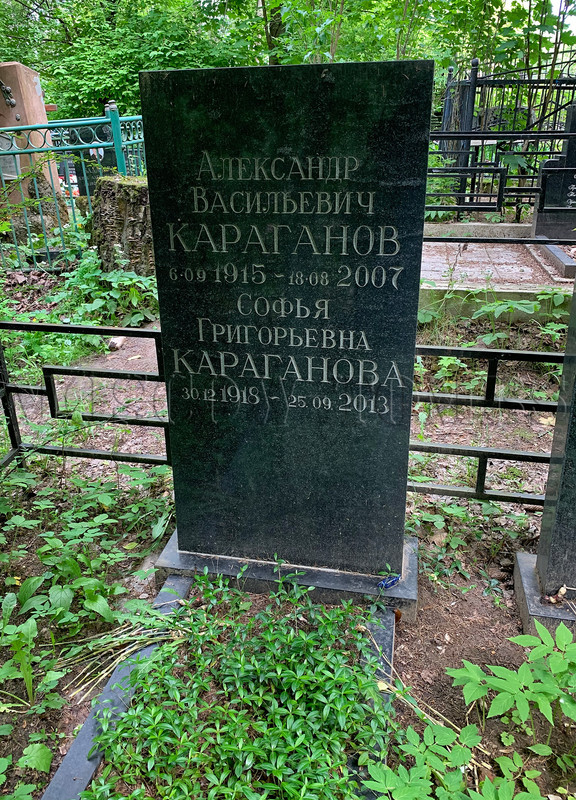 Александр
Васильевич
КАРАГАНОВ
6·09 1915 - 18·08 2007
Софья
Григорьевна
КАРАГАНОВА
30.12 1918 - 25.09.2013